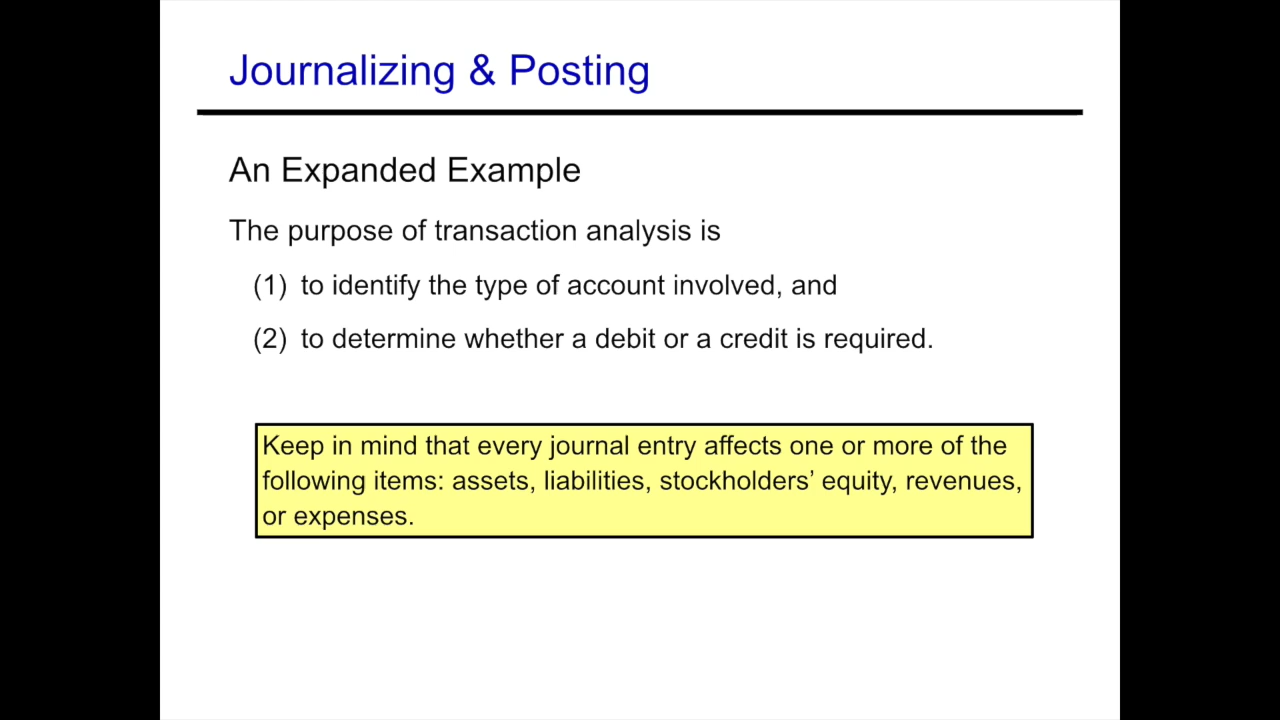 Journalizing & Posting
An Expanded Example
The purpose of transaction analysis is
(1) to identify the type of account involved, and
(2) to determine whether a debit or a credit is required.
Keep in mind that every journal entry affects one or more of the
following items: assets, liabilities, stockholders’ equity, revenues,
or expenses.